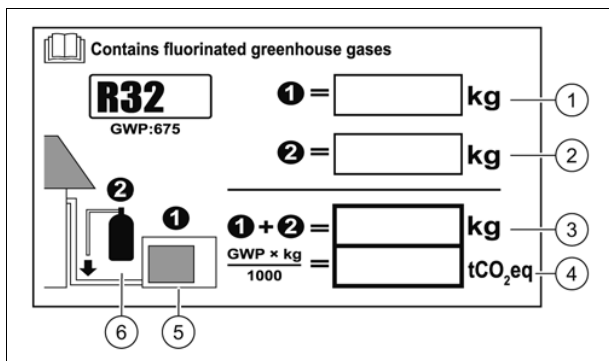 Contains fluorinated greenhouse gases
R32
GWP:675
❶ = kg
❷ = kg
❶+❷ = kg
GWP × kg
1000
= tCO₂eq
❷
❶
1
2
3
4
5
6